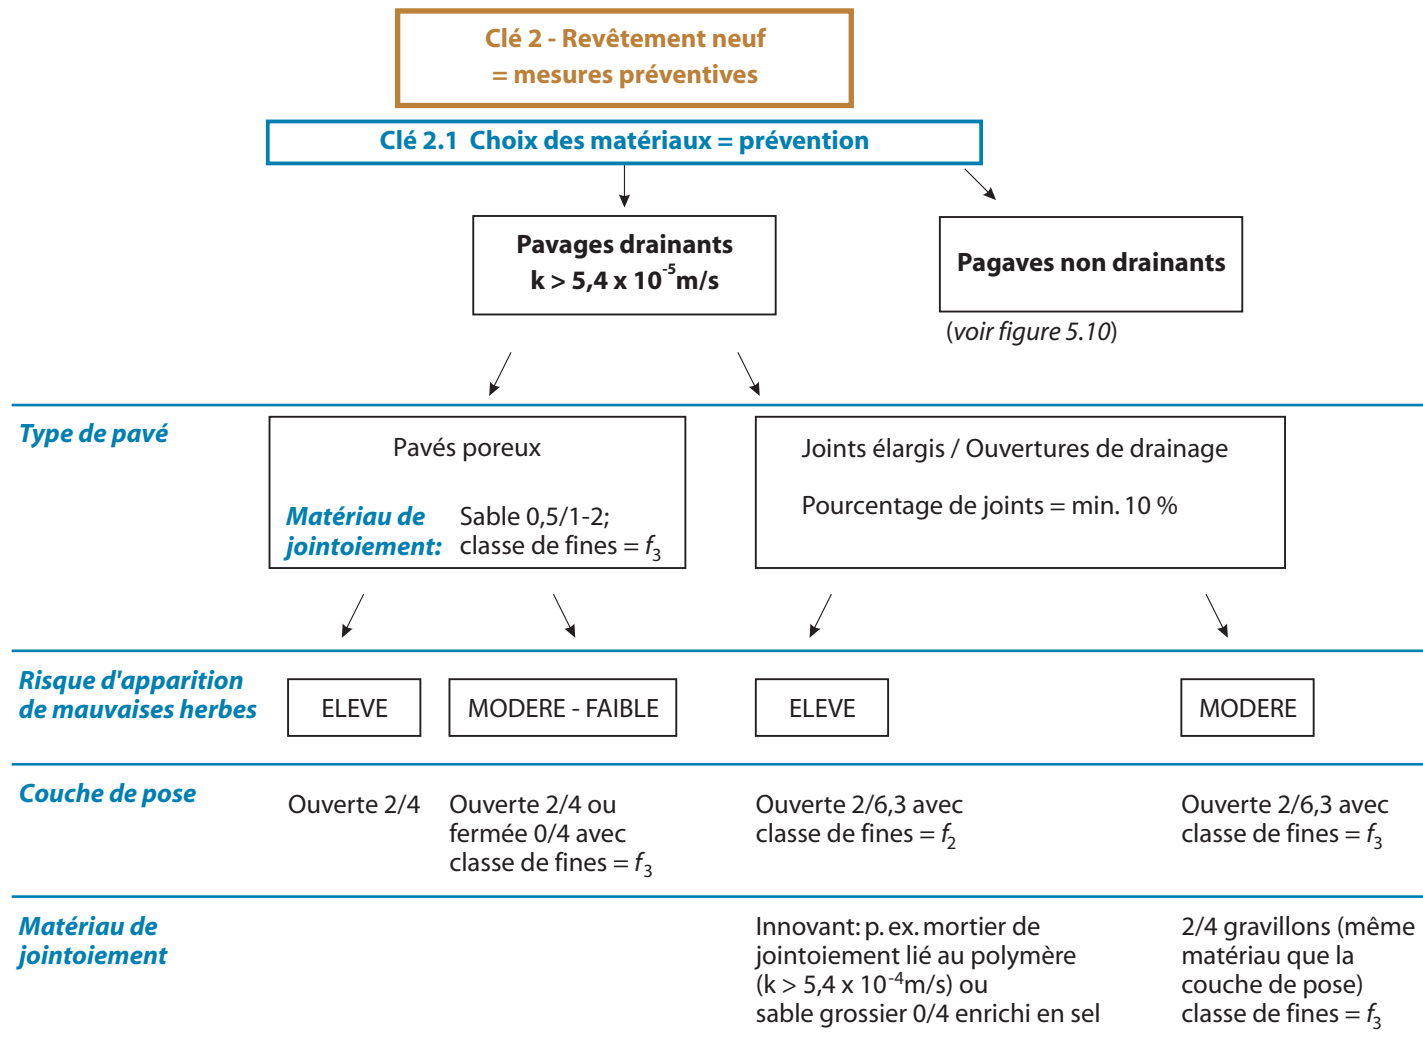 Clé 2 - Revêtement neuf
= mesures préventives
Clé 2.1 Choix des matériaux = prévention
Pavages drainants
k > 5,4 x 10⁻⁵m/s
Pagaves non drainants
(voir figure 5.10)
Type de pavé
Pavés poreux
Matériau de
jointoiement:
Sable 0,5/1-2;
classe de fines = f₃
Joints élargis / Ouvertures de drainage
Pourcentage de joints = min. 10 %
Risque d'apparition
de mauvaises herbes
ELEVE
MODERE - FAIBLE
ELEVE
MODERE
Couche de pose
Ouverte 2/4
Ouverte 2/4 ou
fermée 0/4 avec
classe de fines = f₃
Ouverte 2/6,3 avec
classe de fines = f₂
Ouverte 2/6,3 avec
classe de fines = f₃
Matériau de
jointoiement
Innovant: p. ex. mortier de
jointoiement lié au polymère
(k > 5,4 x 10⁻⁴m/s) ou
sable grossier 0/4 enrichi en sel
2/4 gravillons (même
matériau que la
couche de pose)
classe de fines = f₃